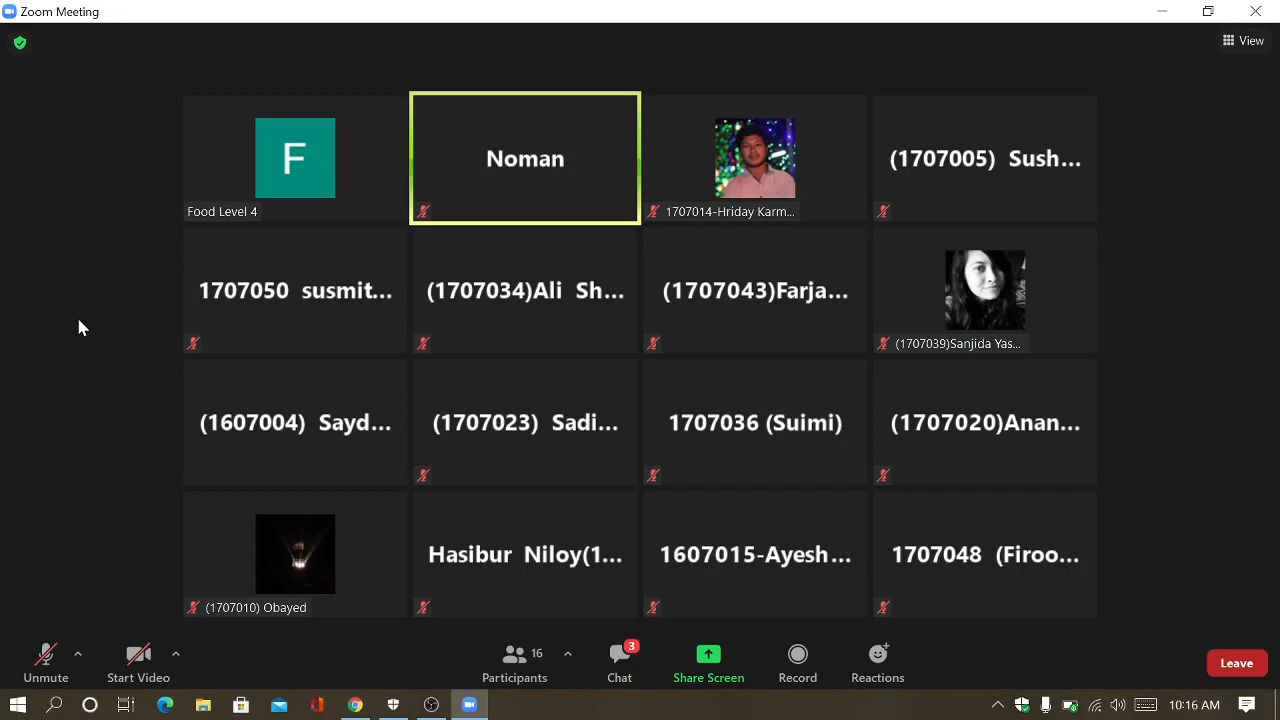 Zoom Meeting
View
F
Food Level 4
Noman
1707014-Hriday Karm...
(1707005) Sush...
1707050 susmit...
(1707034)Ali Sh...
(1707043)Farja...
(1707039)Sanjida Yas...
(1607004) Sayd...
(1707023) Sadi...
1707036 (Suimi)
(1707020)Anan...
(1707010) Obayed
Hasibur Niloy(1...
1607015-Ayesh...
1707048 (Firoo...
Unmute
Start Video
16
Participants
3
Chat
Share Screen
Record
Reactions
Leave
10:16 AM